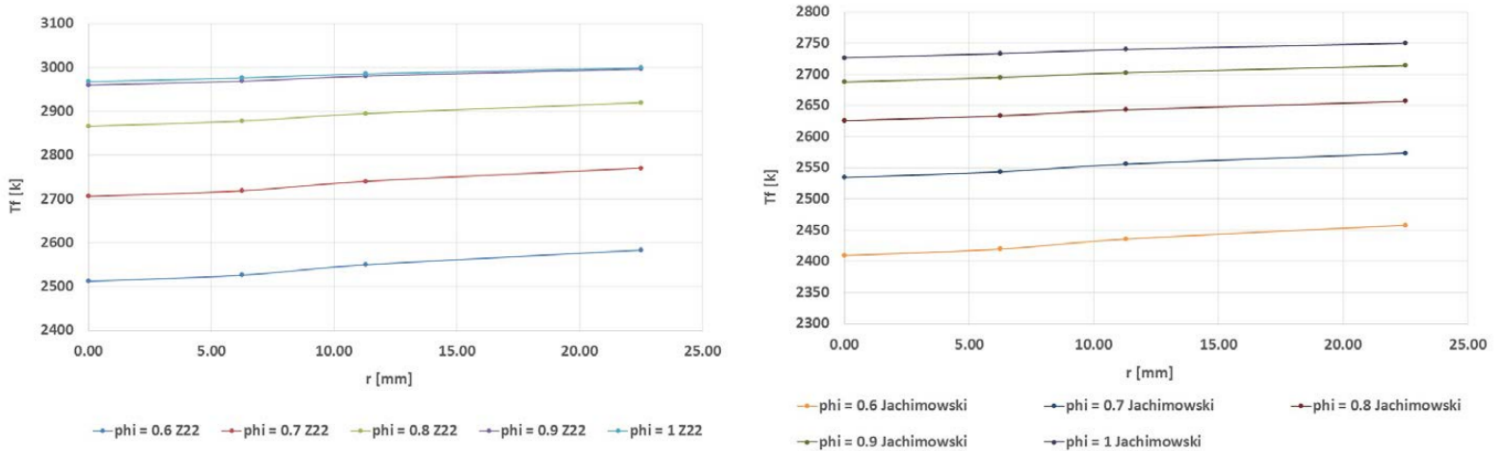 3100
3000
2900
2800
2700
2600
2500
2400
Tf [k]
0.00 5.00 10.00 15.00 20.00 25.00
r [mm]
phi = 0.6 Z22 phi = 0.7 Z22 phi = 0.8 Z22 phi = 0.9 Z22 phi = 1 Z22
2800
2750
2700
2650
2600
2550
2500
2450
2400
2350
2300
Tf [k]
0.00 5.00 10.00 15.00 20.00 25.00
r [mm]
phi = 0.6 Jachimowski phi = 0.7 Jachimowski phi = 0.8 Jachimowski
phi = 0.9 Jachimowski phi = 1 Jachimowski